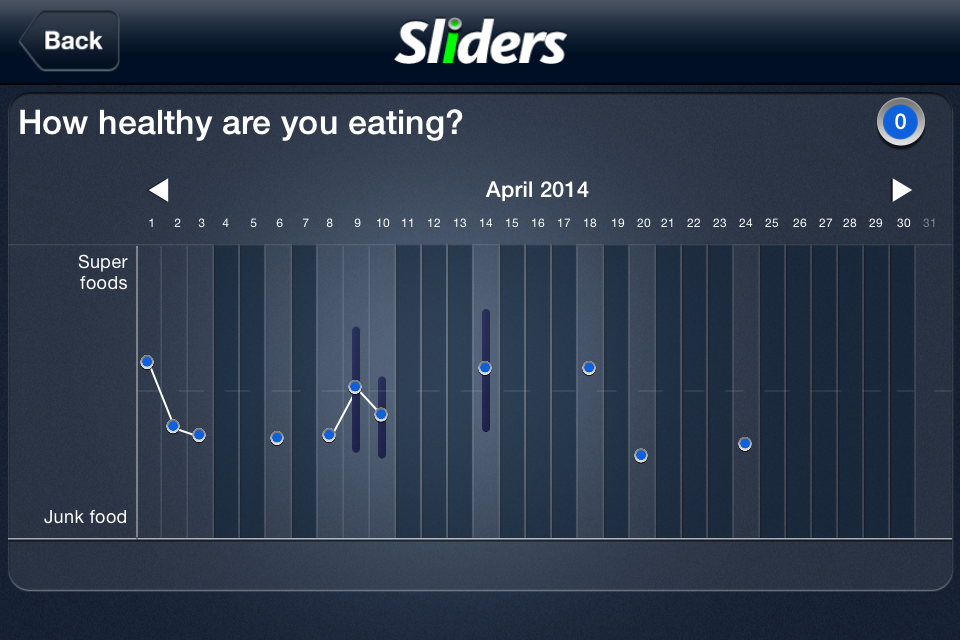 Back
Sliders
How healthy are you eating?
0
April 2014
1 2 3 4 5 6 7 8 9 10 11 12 13 14 15 16 17 18 19 20 21 22 23 24 25 26 27 28 29 30 31
Super
foods
Junk food